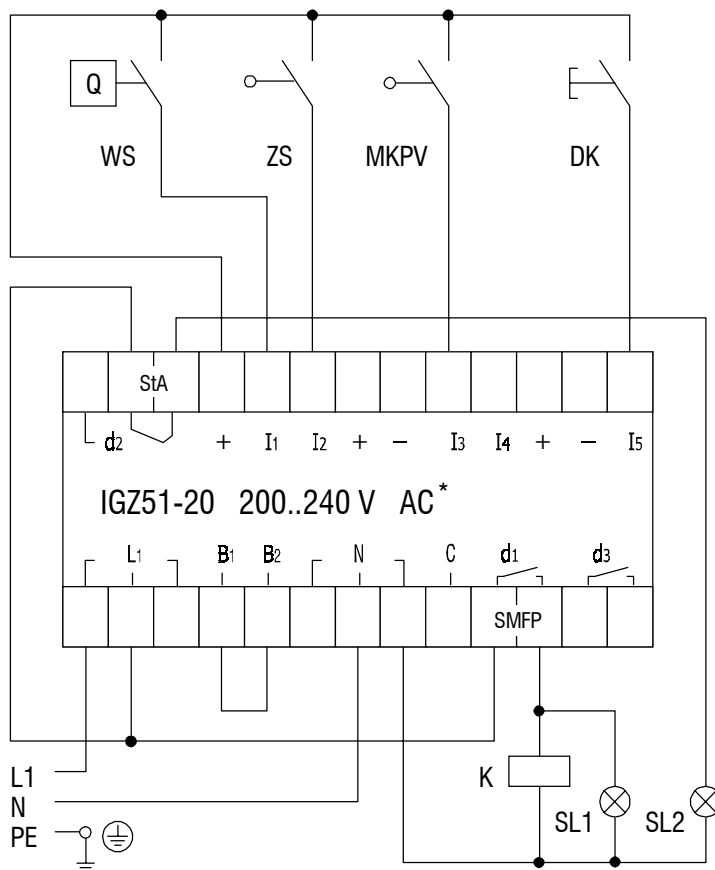 Q
WS ZS MKPV DK
StA
d2 + I1 I2 + – I3 I4 + – I5
IGZ51-20 200..240 V AC*
L1 B1 B2 N C d1 d3
SMFP
L1
N
PE
K
SL1 SL2